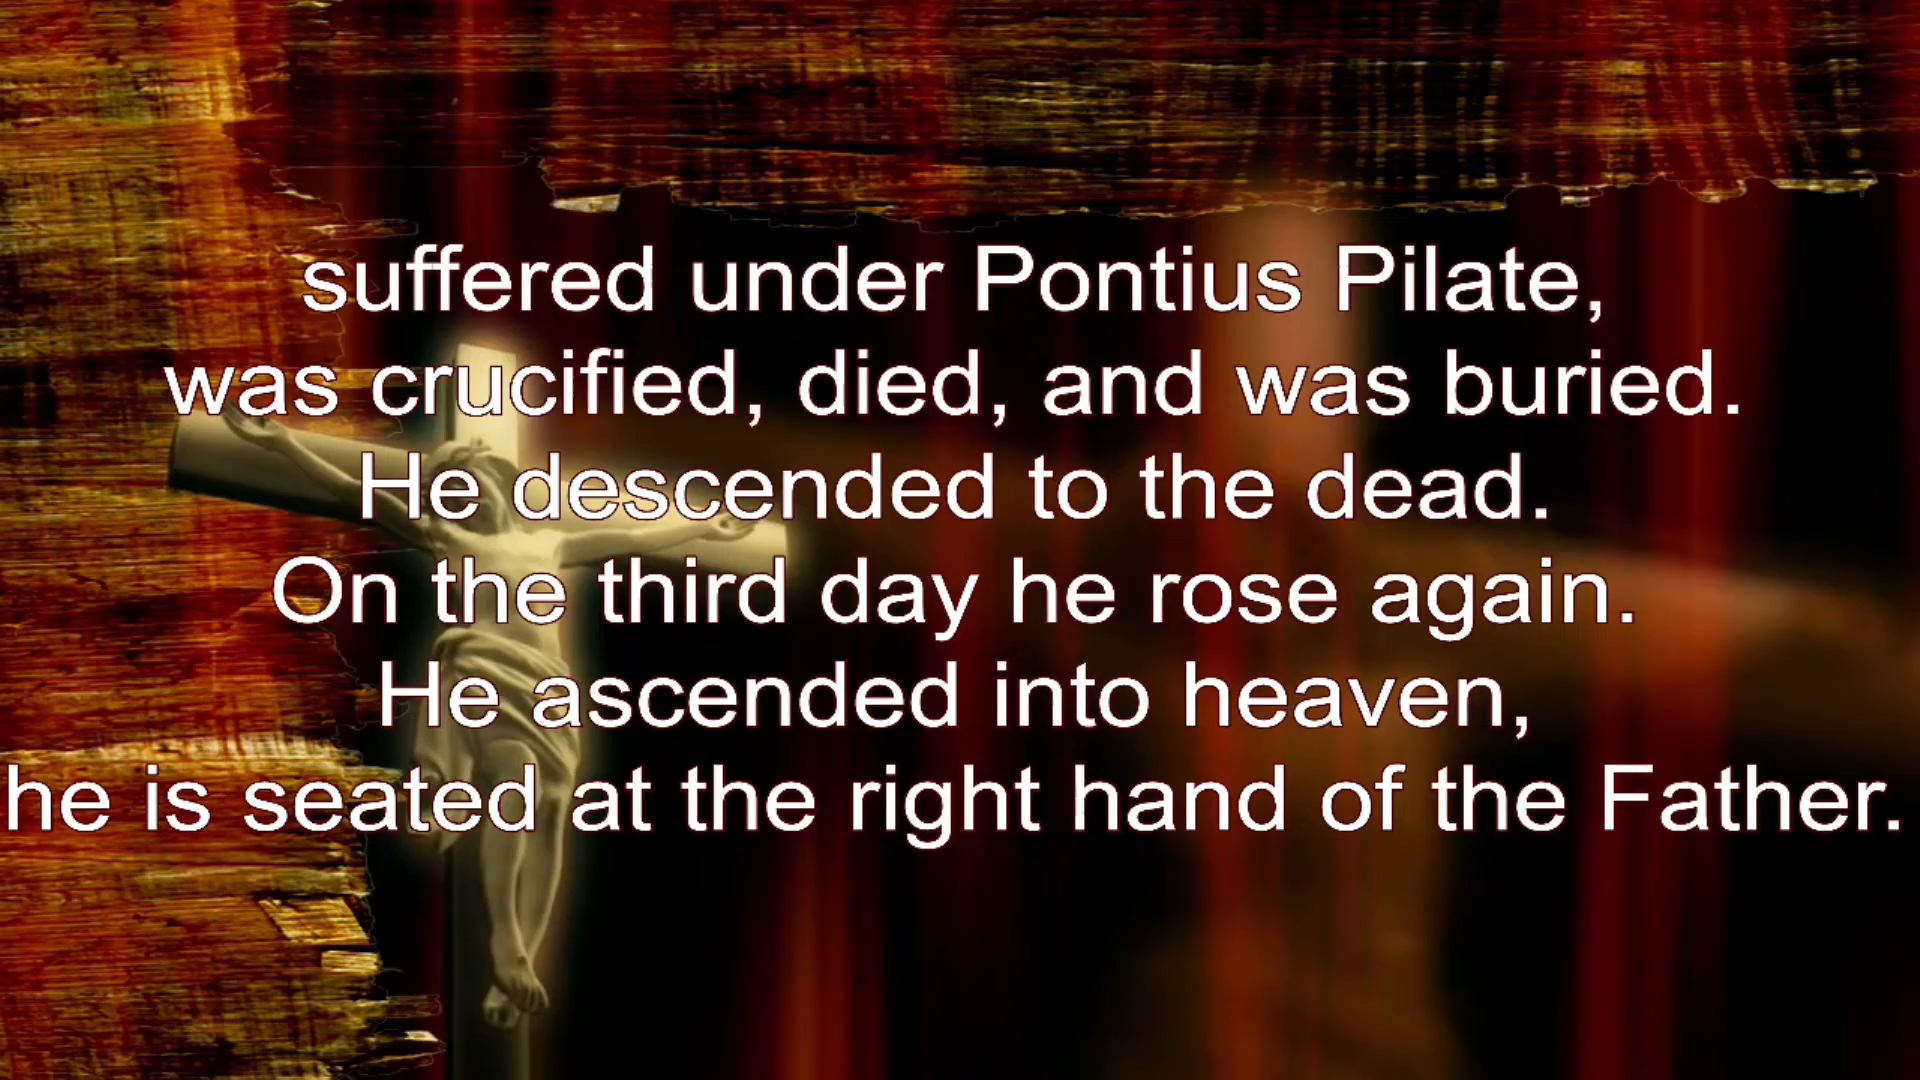 suffered under Pontius Pilate,
was crucified, died, and was buried.
He descended to the dead.
On the third day he rose again.
He ascended into heaven,
he is seated at the right hand of the Father.